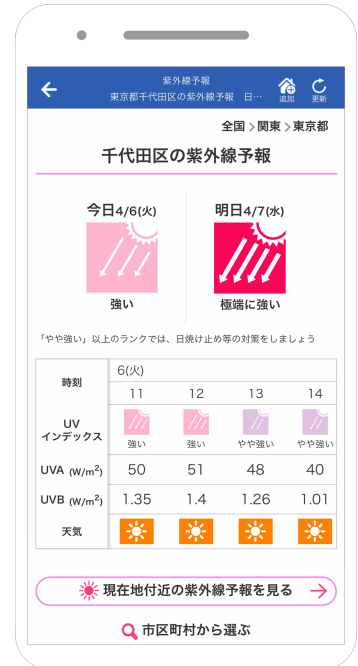 紫外線予報
東京都千代田区の紫外線予報 日…
追加 更新
全国 > 関東 > 東京都
千代田区の紫外線予報
今日4/6(火) 明日4/7(水)
強い 極端に強い
「やや強い」以上のランクでは、日焼け止め等の対策をしましょう
時刻 6(火)
11 12 13 14
UV
インデックス 強い 強い やや強い やや強い
UVA (W/m²) 50 51 48 40
UVB (W/m²) 1.35 1.4 1.26 1.01
天気
現在地付近の紫外線予報を見る
市区町村から選ぶ